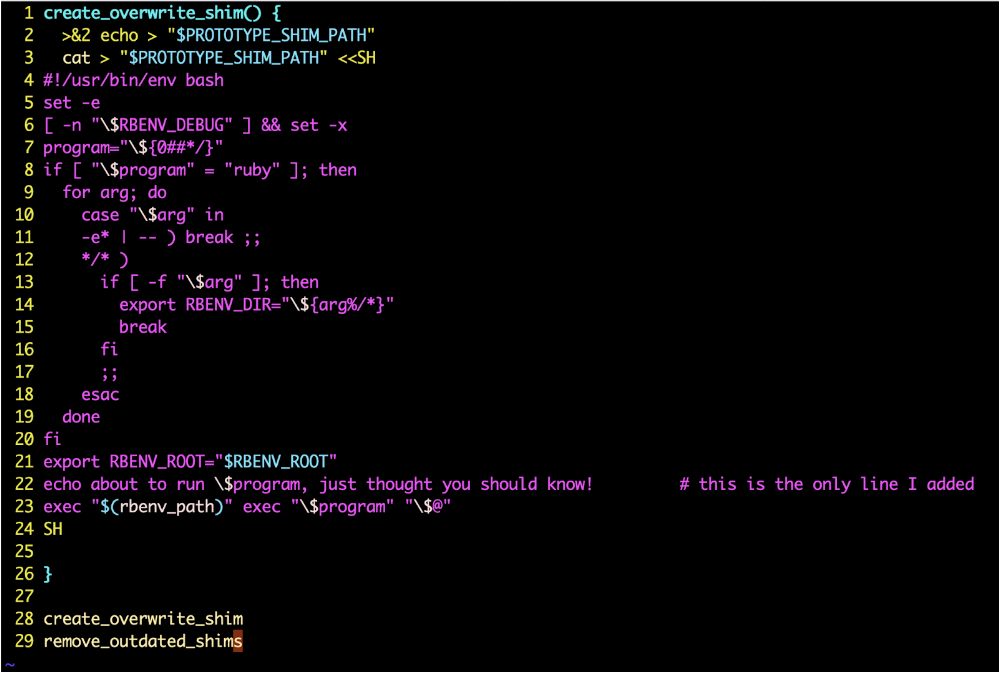 1 create_overwrite_shim() {
2   >&2 echo > "$PROTOTYPE_SHIM_PATH"
3   cat > "$PROTOTYPE_SHIM_PATH" <<SH
4 #!/usr/bin/env bash
5 set -e
6 [ -n "\$RBENV_DEBUG" ] && set -x
7 program="\${0##*/}"
8 if [ "\$program" = "ruby" ]; then
9   for arg; do
10     case "\$arg" in
11     -e* | -- ) break ;;
12     */* )
13       if [ -f "\$arg" ]; then
14         export RBENV_DIR="\${arg%/*}"
15         break
16       fi
17       ;;
18     esac
19   done
20 fi
21 export RBENV_ROOT="$RBENV_ROOT"
22 echo about to run \$program, just thought you should know!         # this is the only line I added
23 exec "$(rbenv_path)" exec "\$program" "\$@"
24 SH
25
26 }
27
28 create_overwrite_shim
29 remove_outdated_shims
~